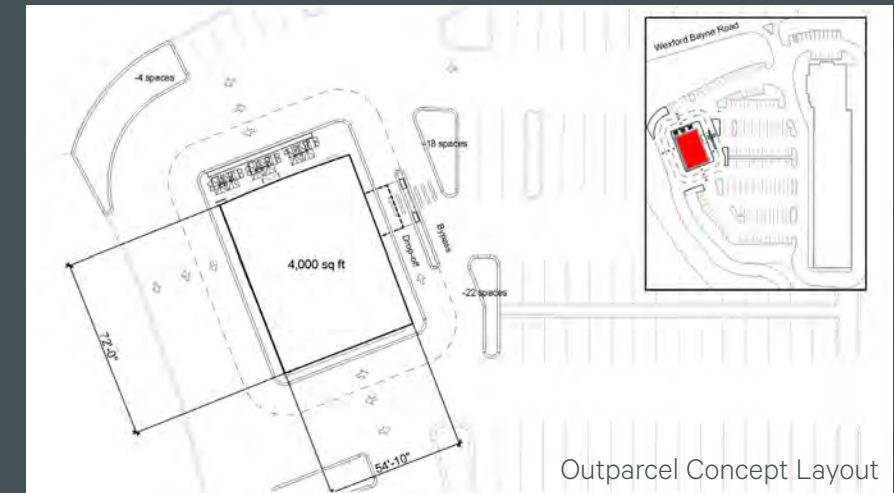 -4 spaces
-18 spaces
4,000 sq ft
Drop-off
Bypass
-22 spaces
72'-0"
54'-10"
Wexford Bayne Road
Outparcel Concept Layout